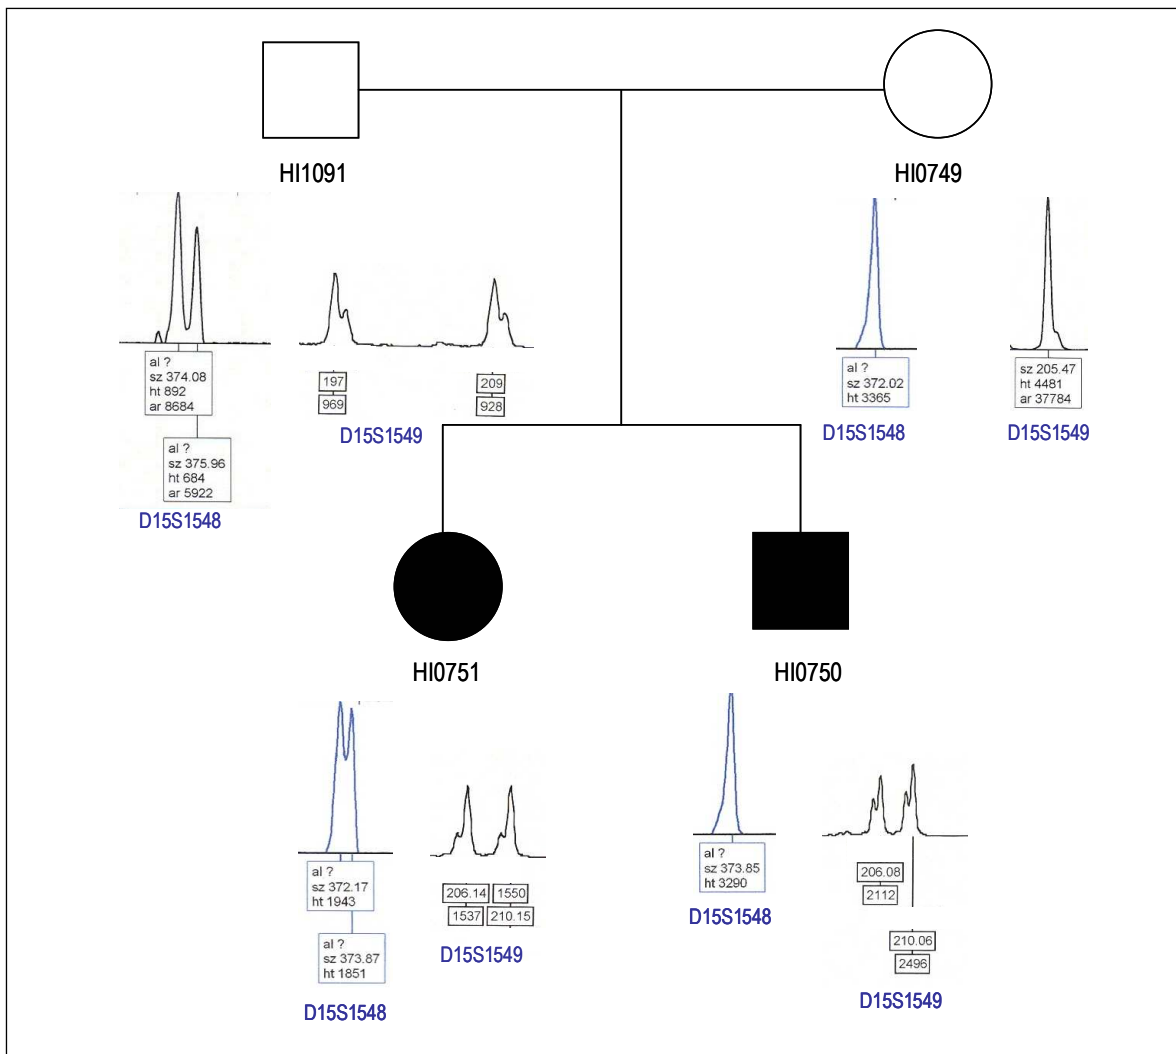 HI1091
HI0749
al ?
sz 374.08
ht 892
ar 8684
al ?
sz 375.96
ht 684
ar 5922
D15S1548
197
969
209
928
D15S1549
al ?
sz 372.02
ht 3365
D15S1548
sz 205.47
ht 4481
ar 37784
D15S1549
HI0751
HI0750
al ?
sz 372.17
ht 1943
al ?
sz 373.87
ht 1851
D15S1548
206.14 1550
1537 210.15
D15S1549
al ?
sz 373.85
ht 3290
D15S1548
206.08
2112
210.06
2496
D15S1549